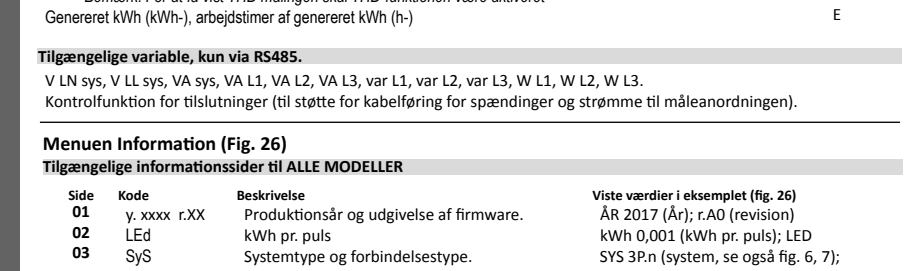 Bemærk: For at få vist THD målingen skal THD funktionen være aktiveret
Genereret kWh (kWh-), arbejdstimer af genereret kWh (h-) E
Tilgængelige variable, kun via RS485.
V LN sys, V LL sys, VA sys, VA L1, VA L2, VA L3, var L1, var L2, var L3, W L1, W L2, W L3.
Kontrolfunktion for tilslutninger (til støtte for kabelføring for spændinger og strømme til måleanordningen).
Menuen Information (Fig. 26)
Tilgængelige informationssider til ALLE MODELLER
Side Kode Beskrivelse Viste værdier i eksemplet (fig. 26)
01 y. xxxx r.XX Produktionsår og udgivelse af firmware. ÅR 2017 (År); r.A0 (revision)
02 LEd kWh pr. puls kWh 0,001 (kWh pr. puls); LED
03 SyS Systemtype og forbindelsestype. SYS 3P.n (system, se også fig. 6, 7);